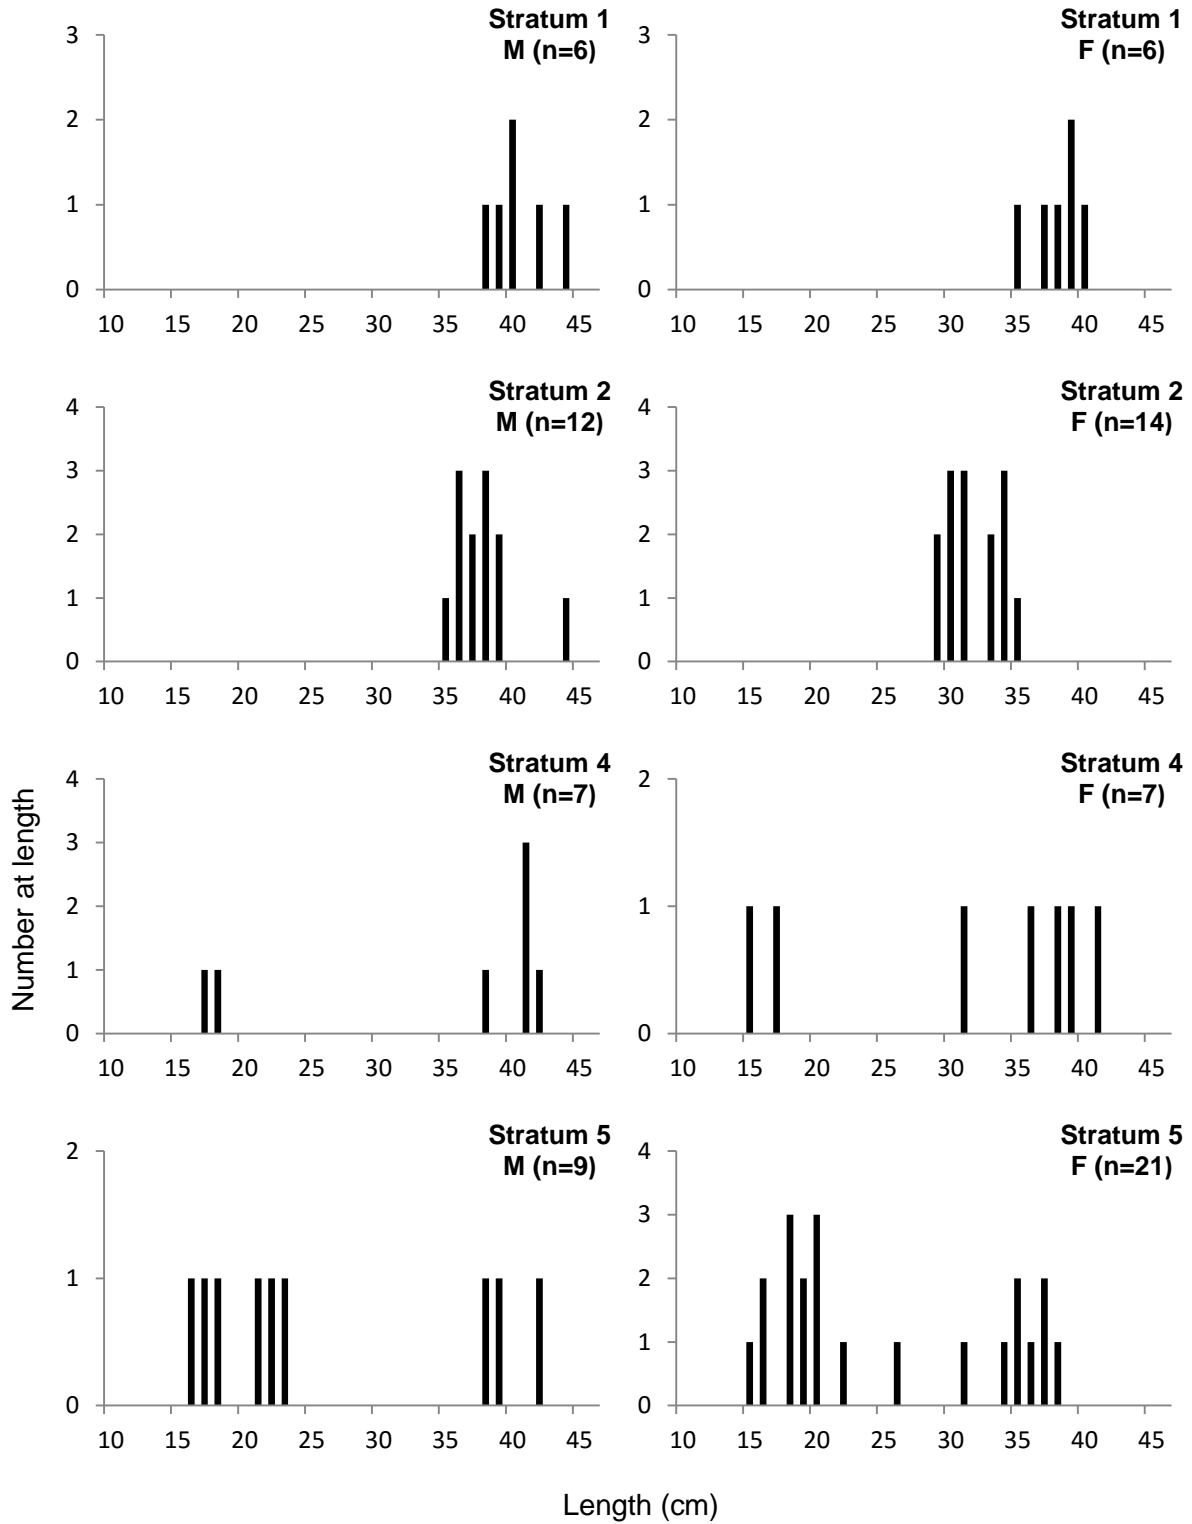 Stratum 1
M (n=6)
3
2
1
0
10 15 20 25 30 35 40 45
Stratum 1
F (n=6)
3
2
1
0
10 15 20 25 30 35 40 45
Stratum 2
M (n=12)
4
3
2
1
0
10 15 20 25 30 35 40 45
Stratum 2
F (n=14)
4
3
2
1
0
10 15 20 25 30 35 40 45
Number at length
Stratum 4
M (n=7)
4
3
2
1
0
10 15 20 25 30 35 40 45
Stratum 4
F (n=7)
2
1
0
10 15 20 25 30 35 40 45
Stratum 5
M (n=9)
2
1
0
10 15 20 25 30 35 40 45
Stratum 5
F (n=21)
4
3
2
1
0
10 15 20 25 30 35 40 45
Length (cm)